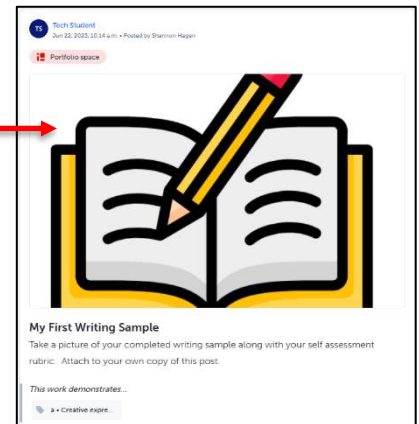 TS
Tech Student
Jun 22, 2023, 10:14 a.m. • Posted by Shannon Hagen
Portfolio space
My First Writing Sample
Take a picture of your completed writing sample along with your self assessment
rubric. Attach to your own copy of this post.
This work demonstrates...
a • Creative expre...